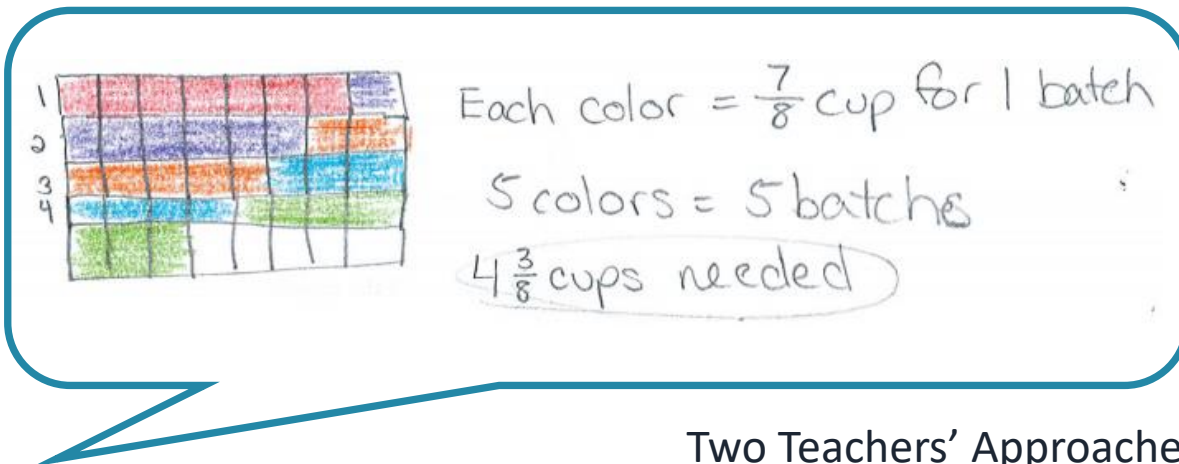 1
2
3
4
Each color = 7/8 cup for 1 batch
5 colors = 5 batches
4 3/8 cups needed
Two Teachers' Approache